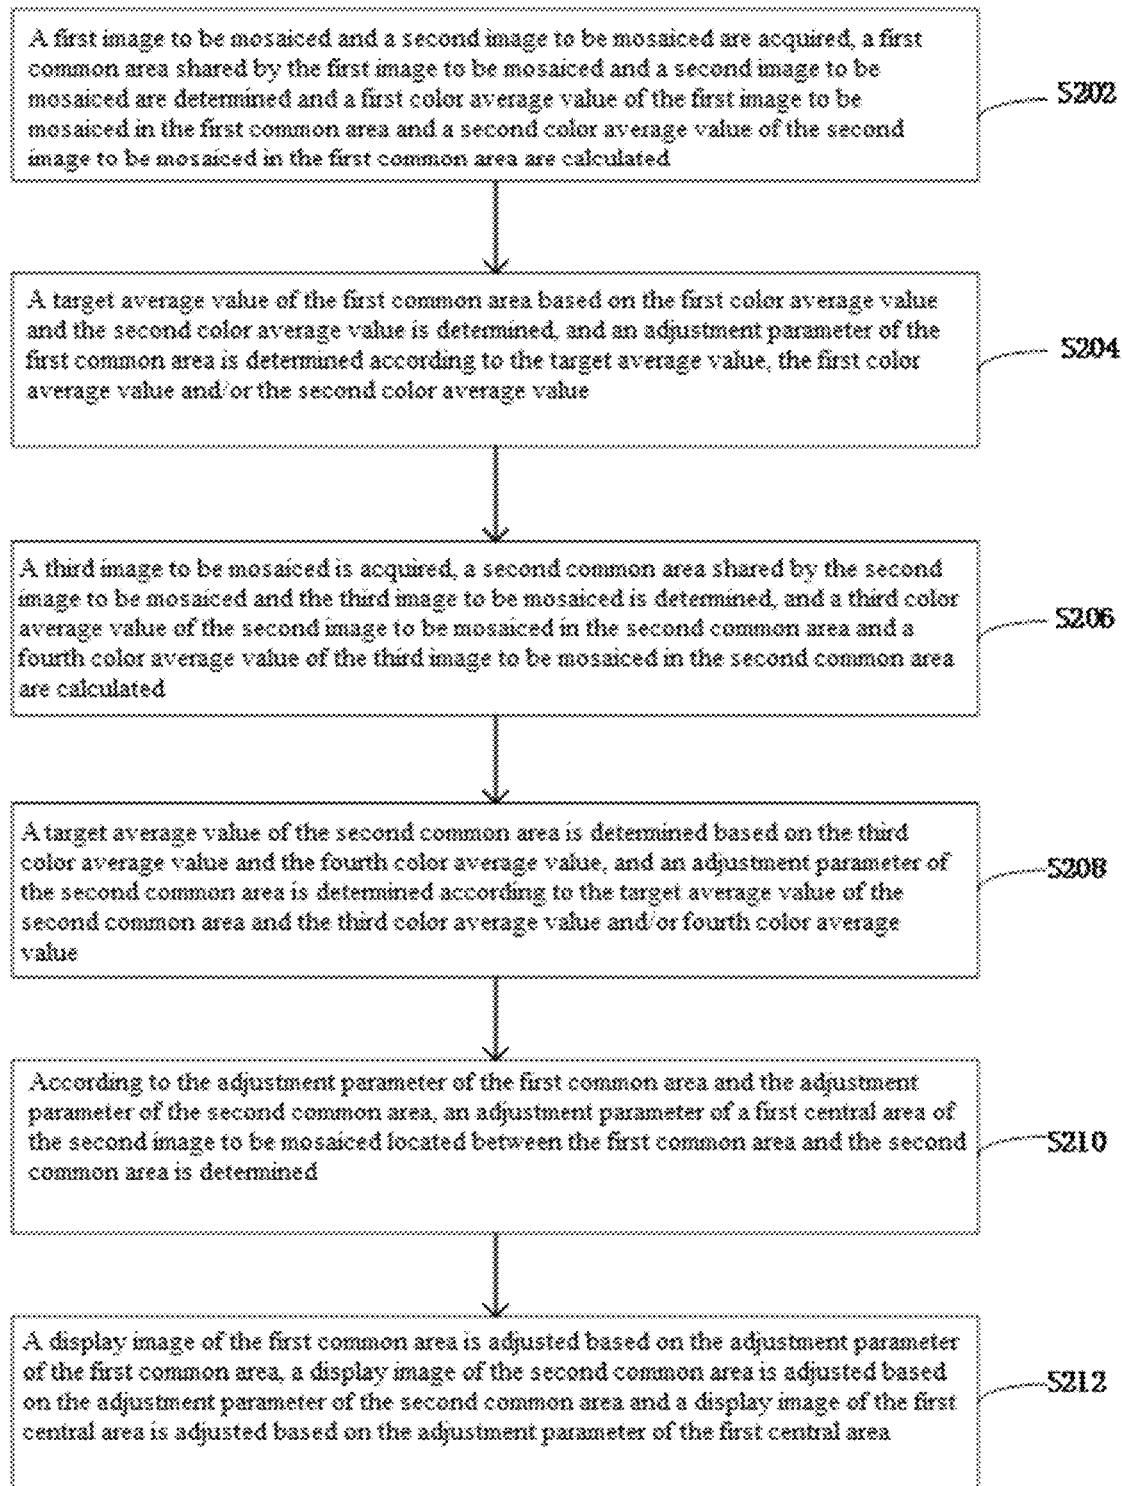 A first image to be mosaiced and a second image to be mosaiced are acquired, a first
common area shared by the first image to be mosaiced and a second image to be
mosaiced are determined and a first color average value of the first image to be
mosaiced in the first common area and a second color average value of the second
image to be mosaiced in the first common area are calculated
S202
A target average value of the first common area based on the first color average value
and the second color average value is determined, and an adjustment parameter of the
first common area is determined according to the target average value, the first color
average value and/or the second color average value
S204
A third image to be mosaiced is acquired, a second common area shared by the second
image to be mosaiced and the third image to be mosaiced is determined, and a third color
average value of the second image to be mosaiced in the second common area and a
fourth color average value of the third image to be mosaiced in the second common area
are calculated
S206
A target average value of the second common area is determined based on the third
color average value and the fourth color average value, and an adjustment parameter of
the second common area is determined according to the target average value of the
second common area and the third color average value and/or fourth color average
value
S208
According to the adjustment parameter of the first common area and the adjustment
parameter of the second common area, an adjustment parameter of a first central area of
the second image to be mosaiced located between the first common area and the second
common area is determined
S210
A display image of the first common area is adjusted based on the adjustment parameter
of the first common area, a display image of the second common area is adjusted based
on the adjustment parameter of the second common area and a display image of the first
central area is adjusted based on the adjustment parameter of the first central area
S212